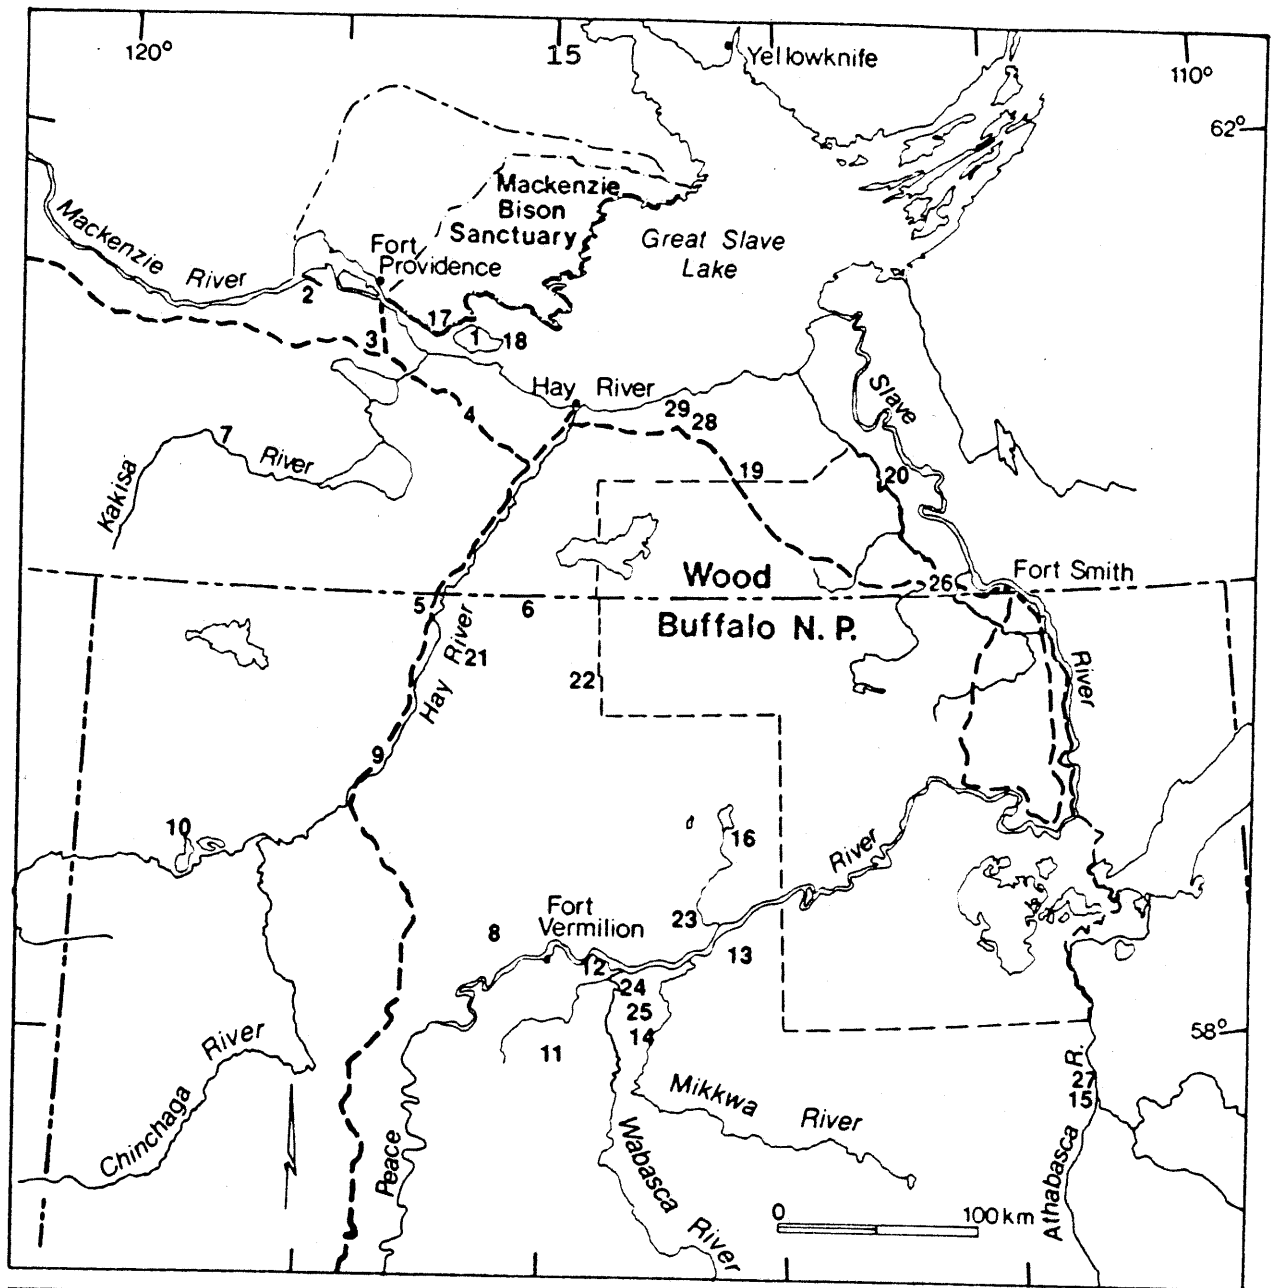 120°
15
Yellowknife
110°
62°
Mackenzie
Bison
Sanctuary
Great Slave
Lake
Mackenzie River
Fort
Providence
2
17
1
18
3
Hay River
29
28
4
Slave
7
Kakisa River
19
20
Wood
Buffalo N. P.
26
Fort Smith
5
6
Hay River
21
22
River
9
10
16
River
Fort
Vermilion
8
23
13
12
24
25
14
11
58°
Chinchaga River
Peace
Mikkwa River
Wabasca River
Athabasca R.
27
15
0
100 km